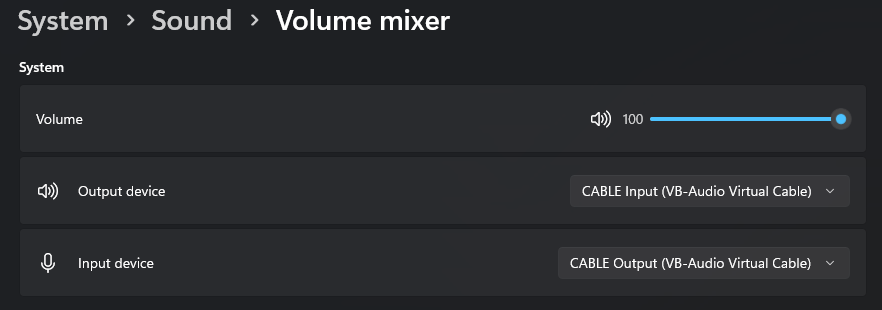 System > Sound > Volume mixer
System
Volume 100
Output device CABLE Input (VB-Audio Virtual Cable)
Input device CABLE Output (VB-Audio Virtual Cable)